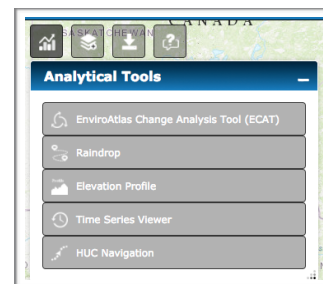 CANADA
SASKATCHEWAN
Analytical Tools
EnviroAtlas Change Analysis Tool (ECAT)
Raindrop
Elevation Profile
Time Series Viewer
HUC Navigation